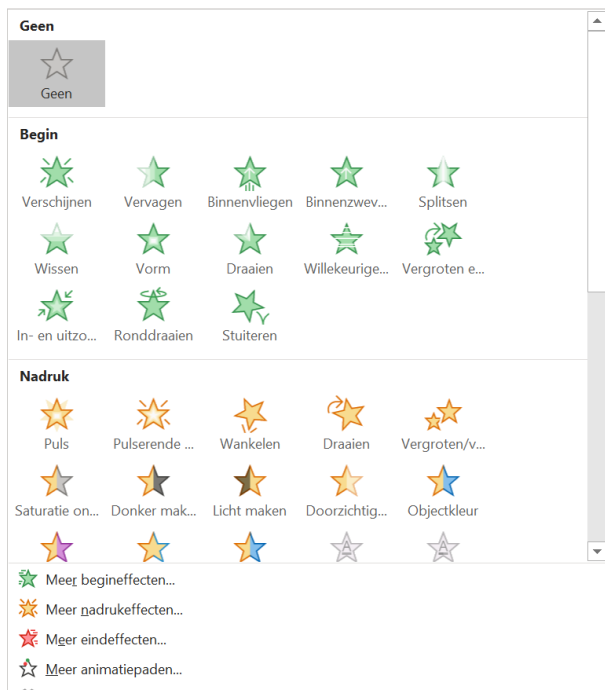 Geen
Geen
Begin
Verschijnen Vervagen Binnenvliegen Binnenzwev... Splitsen
Wissen Vorm Draaien Willekeurige... Vergroten e...
In- en uitzo... Ronddraaien Stuiteren
Nadruk
Puls Pulserende ... Wankelen Draaien Vergroten/v...
Saturatie on... Donker mak... Licht maken Doorzichtig... Objectkleur
Meer begineffecten...
Meer nadrukeffecten...
Meer eindeffecten...
Meer animatiepaden...